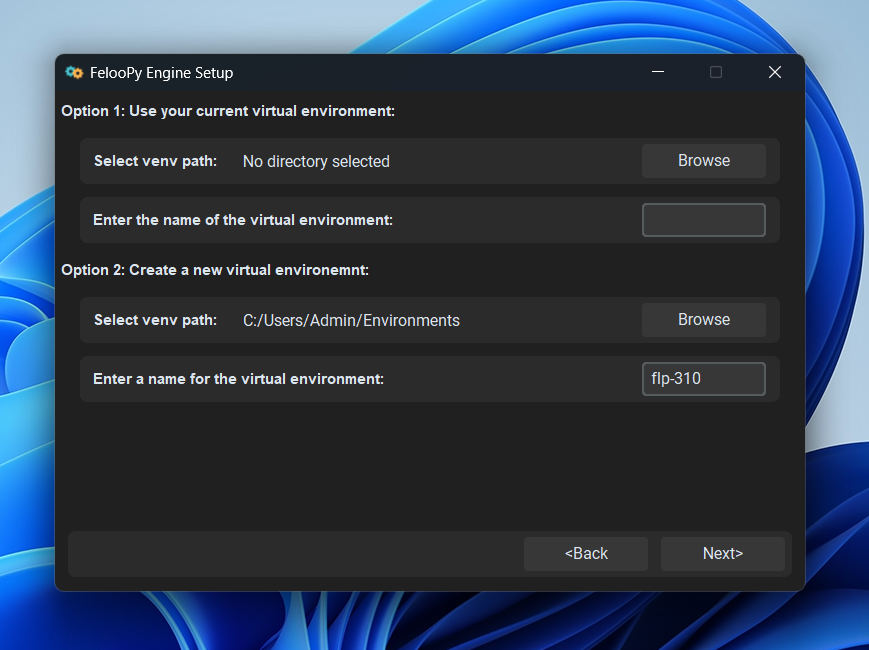 FelooPy Engine Setup
Option 1: Use your current virtual environment:
Select venv path: No directory selected Browse
Enter the name of the virtual environment:
Option 2: Create a new virtual environemnt:
Select venv path: C:/Users/Admin/Environments Browse
Enter a name for the virtual environment: flp-310
<Back Next>